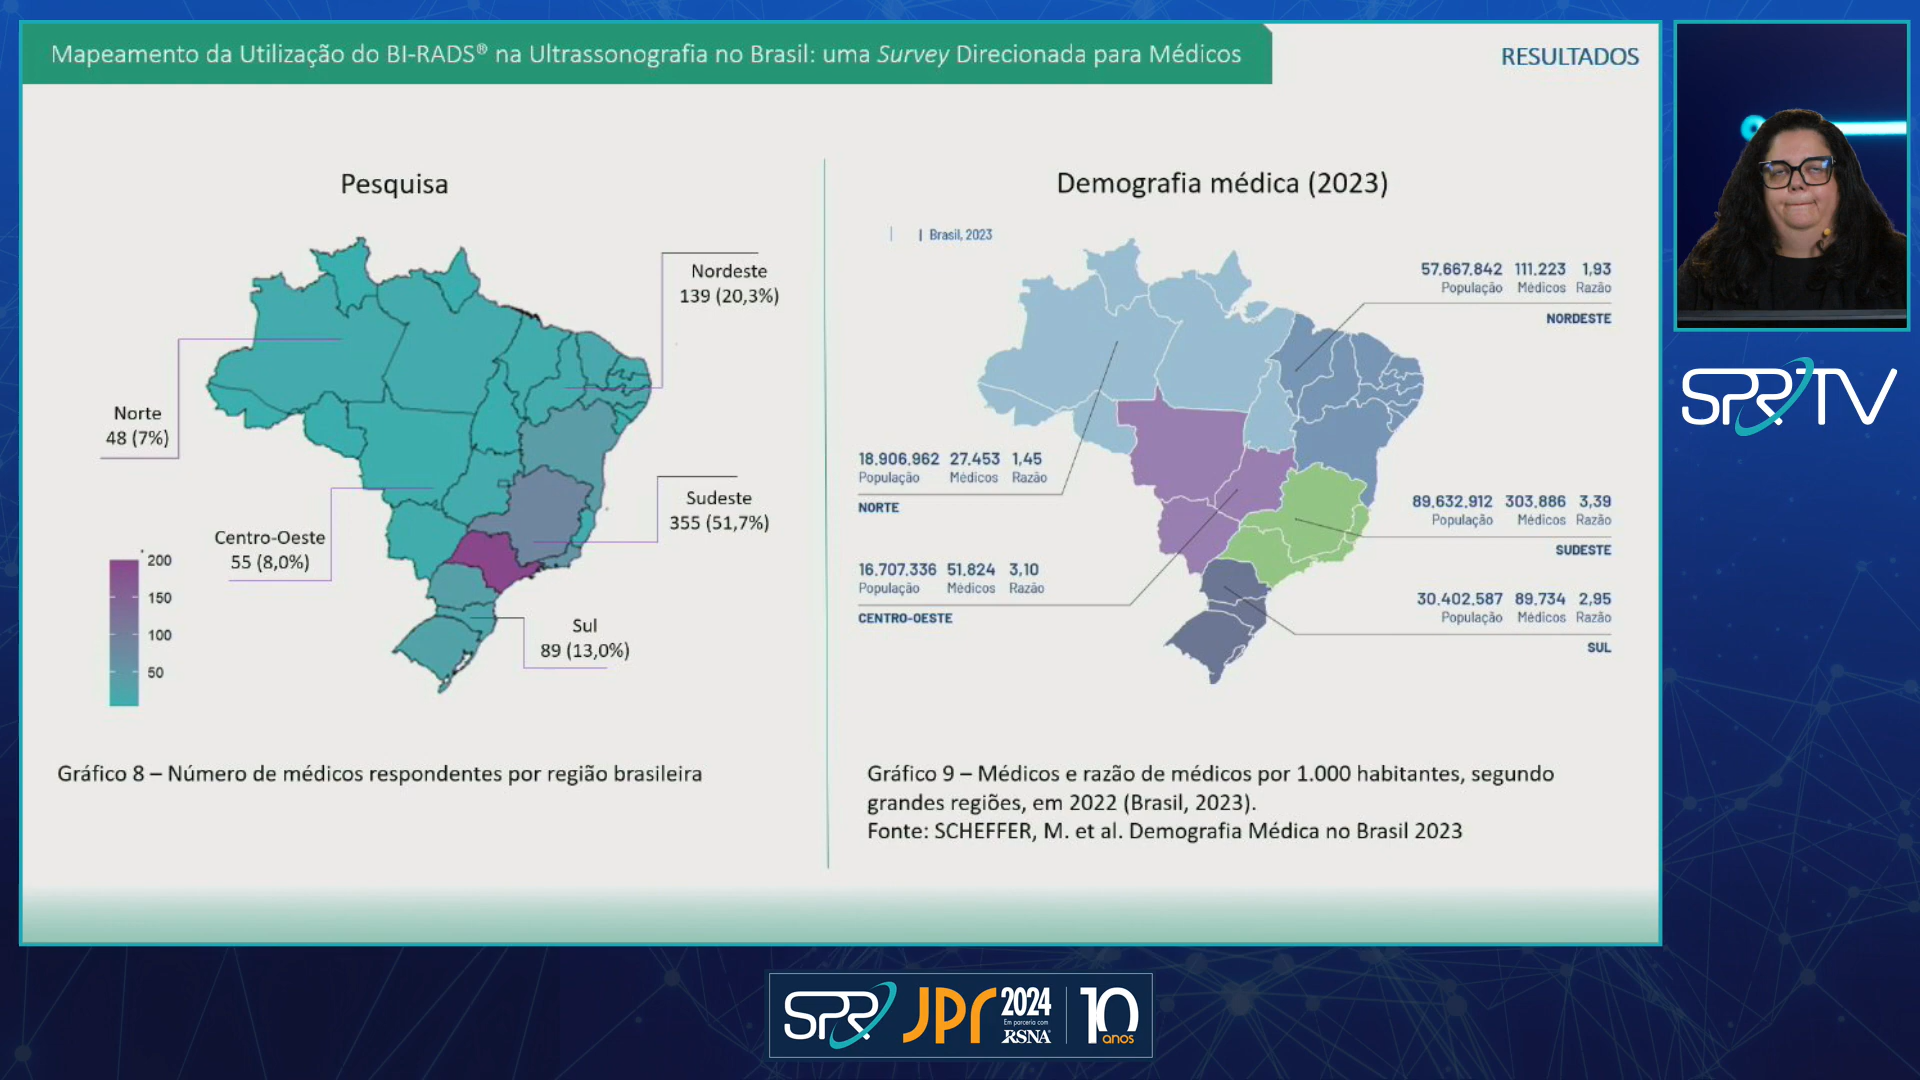 Mapeamento da Utilização do BI-RADS® na Ultrassonografia no Brasil: uma Survey Direcionada para Médicos
RESULTADOS
Pesquisa
Nordeste
139 (20,3%)
Norte
48 (7%)
Sudeste
355 (51,7%)
Centro-Oeste
55 (8,0%)
Sul
89 (13,0%)
200
150
100
50
Gráfico 8 – Número de médicos respondentes por região brasileira
Demografia médica (2023)
| | Brasil, 2023
57.667.842 111.223 1,93
População Médicos Razão
NORDESTE
18.906.962 27.453 1,45
População Médicos Razão
NORTE
89.632.912 303.886 3,39
População Médicos Razão
SUDESTE
16.707.336 51.824 3,10
População Médicos Razão
CENTRO-OESTE
30.402.587 89.734 2,95
População Médicos Razão
SUL
Gráfico 9 – Médicos e razão de médicos por 1.000 habitantes, segundo
grandes regiões, em 2022 (Brasil, 2023).
Fonte: SCHEFFER, M. et al. Demografia Médica no Brasil 2023
SPR TV
SPR JPR 2024
Em parceria com
RSNA
10
anos